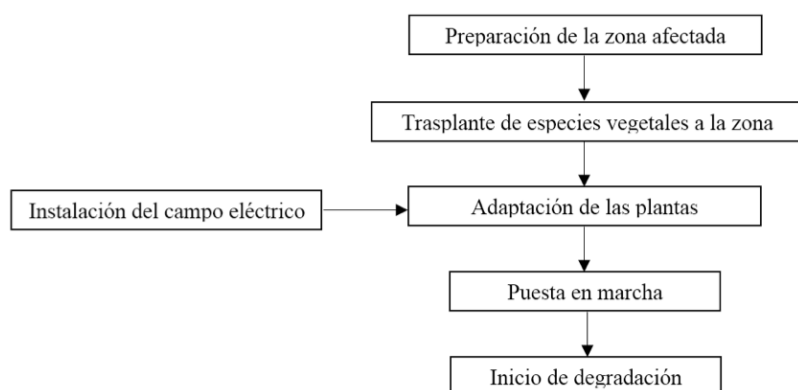 Preparación de la zona afectada
Trasplante de especies vegetales a la zona
Instalación del campo eléctrico
Adaptación de las plantas
Puesta en marcha
Inicio de degradación